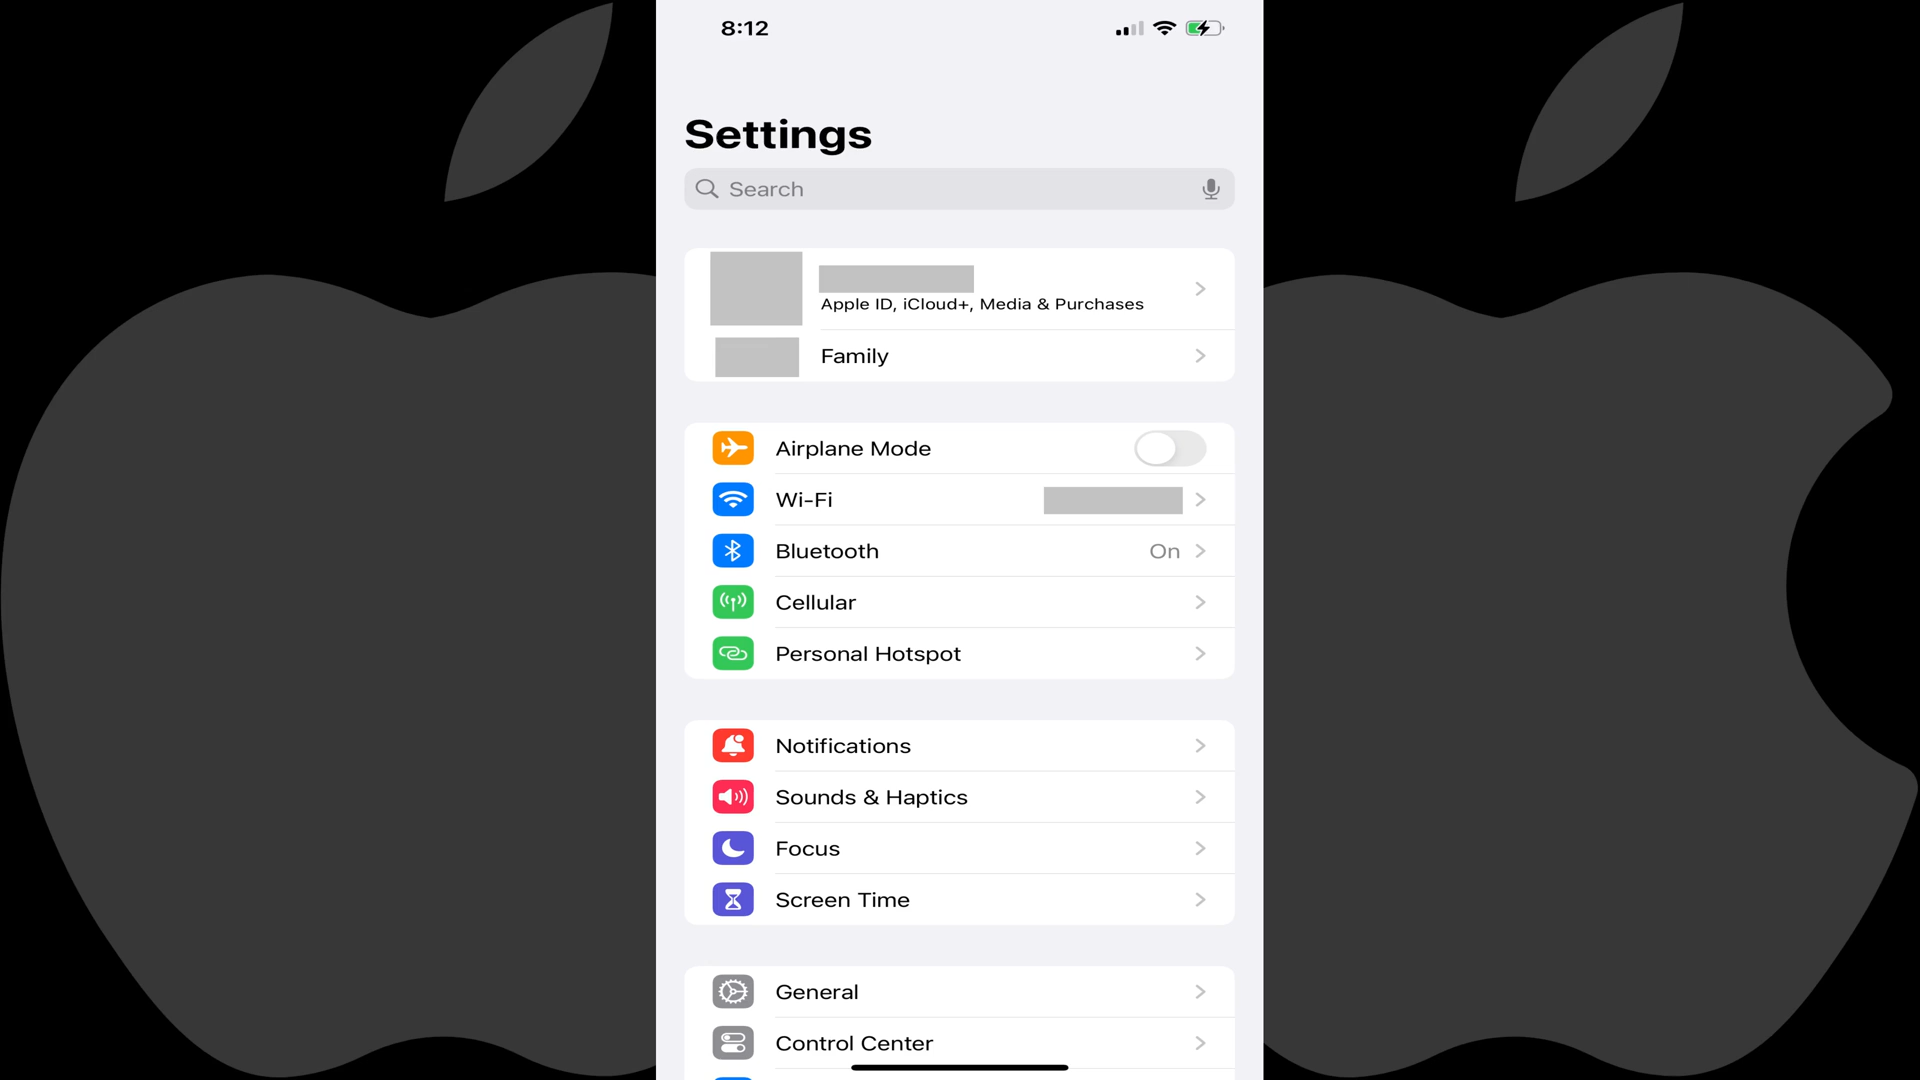 8:12
Settings
Search
Apple ID, iCloud+, Media & Purchases
Family
Airplane Mode
Wi-Fi
Bluetooth On
Cellular
Personal Hotspot
Notifications
Sounds & Haptics
Focus
Screen Time
General
Control Center